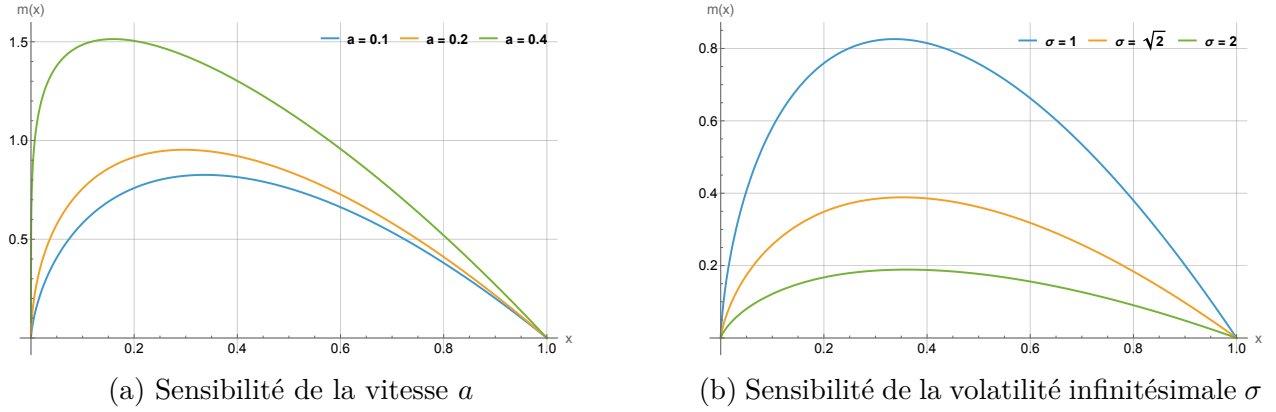 m(x)
a = 0.1 a = 0.2 a = 0.4
1.5
1.0
0.5
0.2 0.4 0.6 0.8 1.0 x
(a) Sensibilité de la vitesse a
m(x)
σ = 1 σ = √2 σ = 2
0.8
0.6
0.4
0.2
0.2 0.4 0.6 0.8 1.0 x
(b) Sensibilité de la volatilité infinitésimale σ